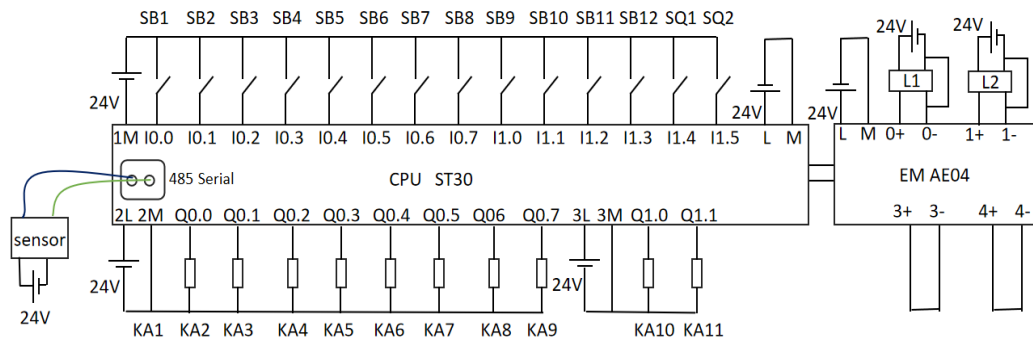 SB1 SB2 SB3 SB4 SB5 SB6 SB7 SB8 SB9 SB10 SB11 SB12 SQ1 SQ2
24V 24V
24V 24V 24V
L1 L2
1M I0.0 I0.1 I0.2 I0.3 I0.4 I0.5 I0.6 I0.7 I1.0 I1.1 I1.2 I1.3 I1.4 I1.5 L M
L M 0+ 0- 1+ 1-
485 Serial CPU ST30 EM AE04
2L 2M Q0.0 Q0.1 Q0.2 Q0.3 Q0.4 Q0.5 Q06 Q0.7 3L 3M Q1.0 Q1.1
3+ 3- 4+ 4-
sensor
24V 24V
24V
KA1 KA2 KA3 KA4 KA5 KA6 KA7 KA8 KA9 KA10 KA11